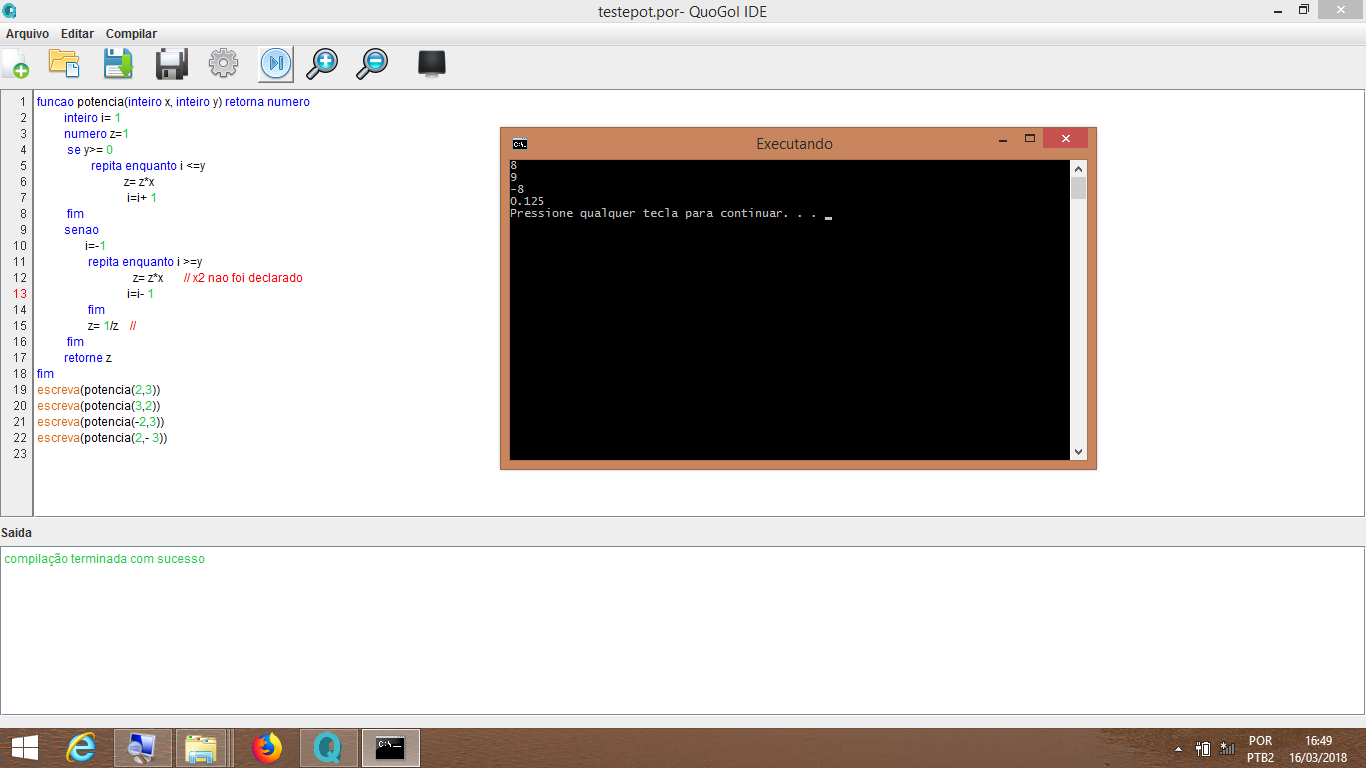 testepot.por- QuoGol IDE
Arquivo Editar Compilar
1 funcao potencia(inteiro x, inteiro y) retorna numero
2 inteiro i= 1
3 numero z=1
4 se y>= 0
5 repita enquanto i <=y
6 z= z*x
7 i=i+ 1
8 fim
9 senao
10 i=-1
11 repita enquanto i >=y
12 z= z*x // x2 nao foi declarado
13 i=i- 1
14 fim
15 z= 1/z //
16 fim
17 retorne z
18 fim
19 escreva(potencia(2,3))
20 escreva(potencia(3,2))
21 escreva(potencia(-2,3))
22 escreva(potencia(2,- 3))
23
C:\.
Executando
8
9
-8
0.125
Pressione qualquer tecla para continuar. . . _
Saida
compilação terminada com sucesso
C:\.
POR
PTB2
16:49
16/03/2018